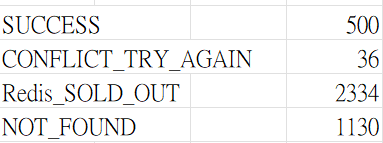 SUCCESS 500
CONFLICT_TRY_AGAIN 36
Redis_SOLD_OUT 2334
NOT_FOUND 1130